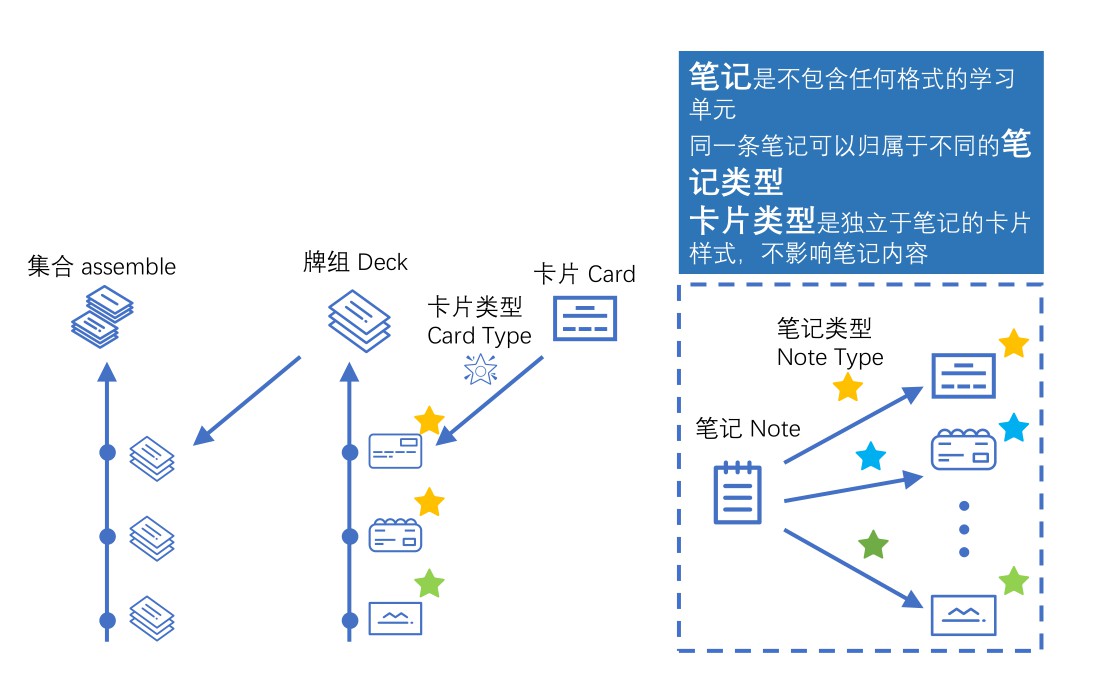 笔记是不包含任何格式的学习
单元
同一条笔记可以归属于不同的笔
记类型
卡片类型是独立于笔记的卡片
样式，不影响笔记内容
集合 assemble
牌组 Deck
卡片 Card
卡片类型
Card Type
笔记类型
Note Type
笔记 Note